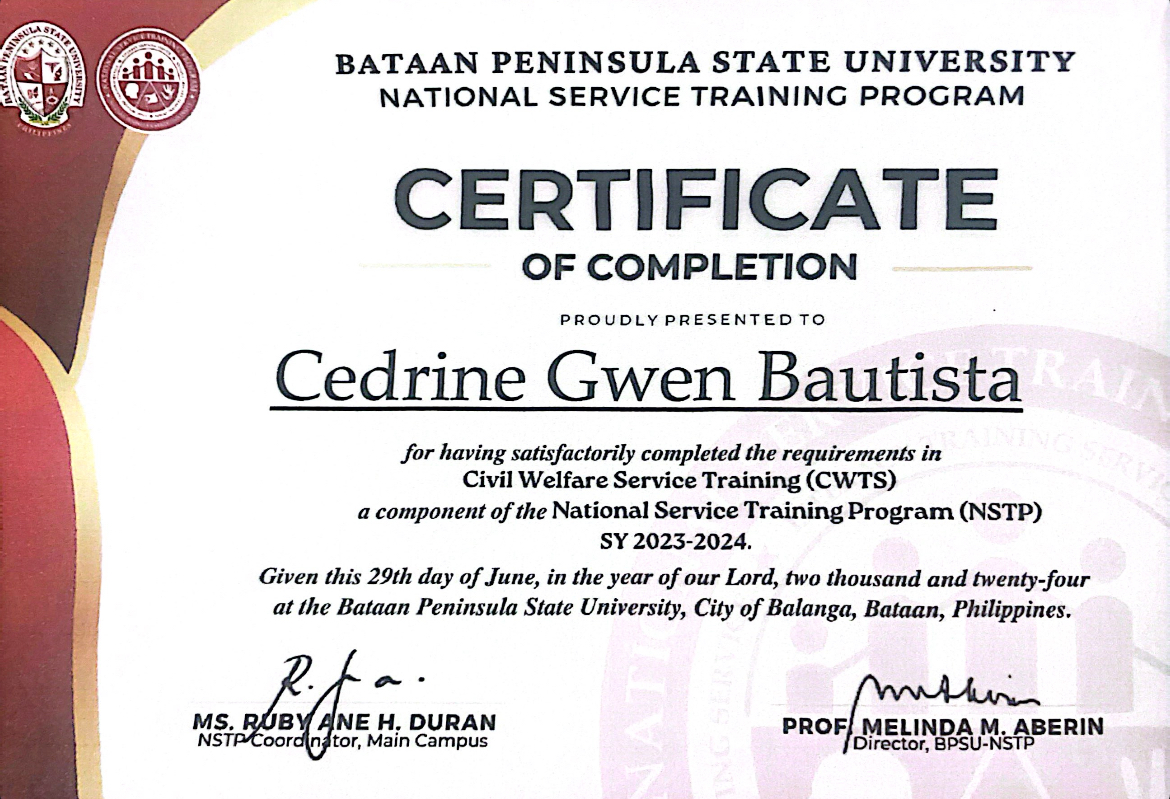 BATAAN PENINSULA STATE UNIVERSITY
PHILIPPINES
NATIONAL SERVICE TRAINING PROGRAM
BATAAN PENINSULA STATE UNIVERSITY
NATIONAL SERVICE TRAINING PROGRAM
CERTIFICATE
OF COMPLETION
PROUDLY PRESENTED TO
Cedrine Gwen Bautista
for having satisfactorily completed the requirements in
Civil Welfare Service Training (CWTS)
a component of the National Service Training Program (NSTP)
SY 2023-2024.
Given this 29th day of June, in the year of our Lord, two thousand and twenty-four
at the Bataan Peninsula State University, City of Balanga, Bataan, Philippines.
MS. RUBY ANE H. DURAN
NSTP Coordinator, Main Campus
PROF. MELINDA M. ABERIN
Director, BPSU-NSTP